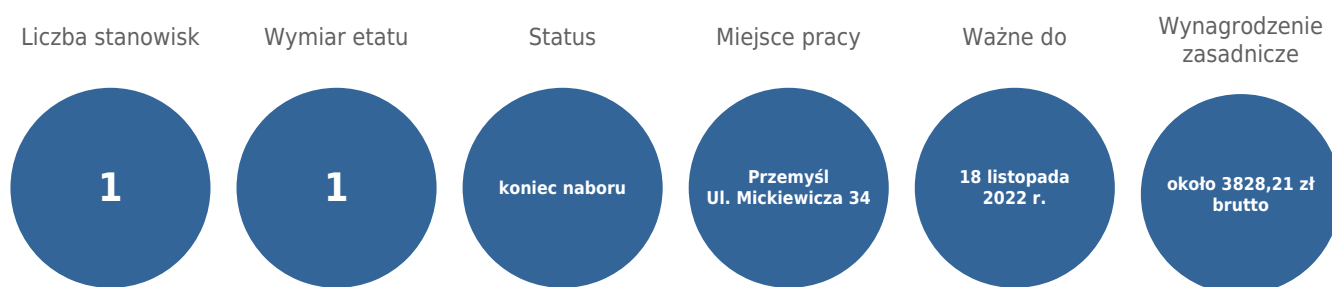 Liczba stanowisk
1
Wymiar etatu
1
Status
koniec naboru
Miejsce pracy
Przemyśl
Ul. Mickiewicza 34
Ważne do
18 listopada
2022 r.
Wynagrodzenie
zasadnicze
około 3828,21 zł
brutto